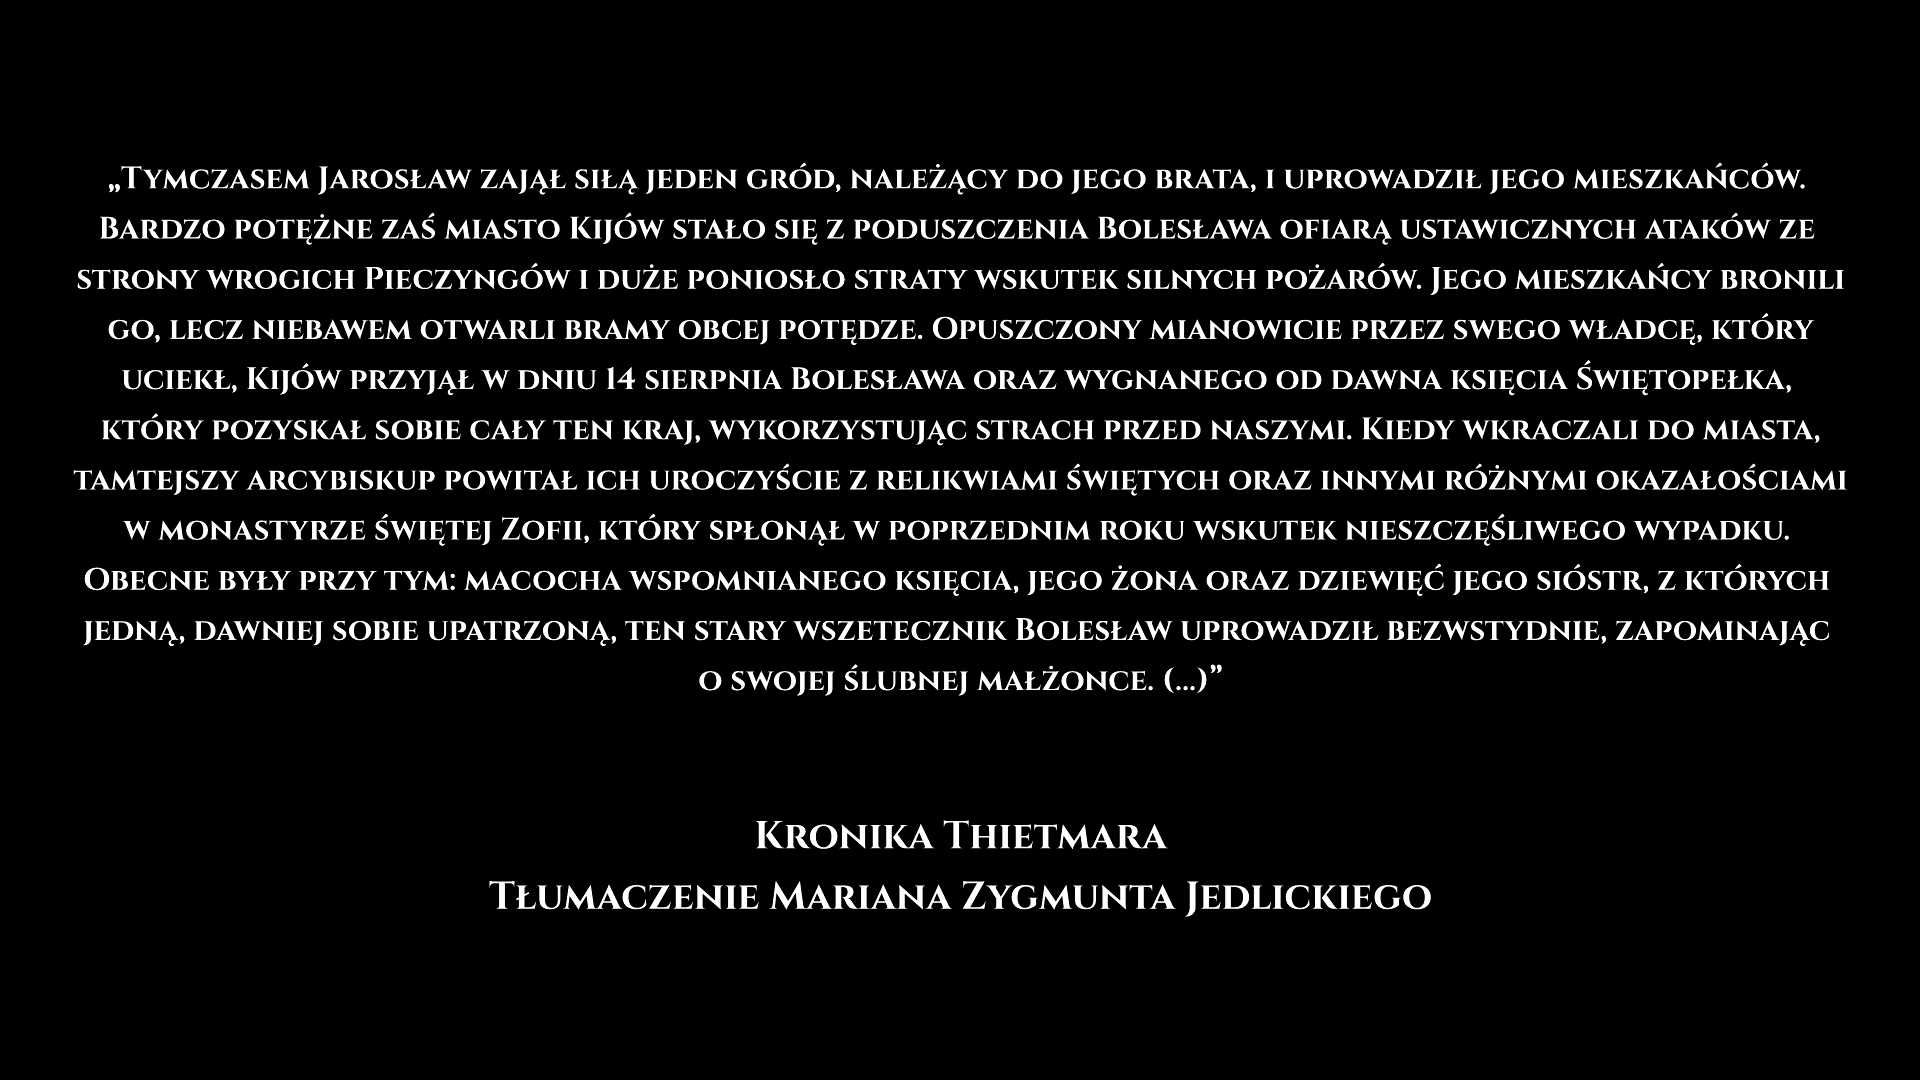 „Tymczasem Jarosław zajął siłą jeden gród, należący do jego brata, i uprowadził jego mieszkańców.
Bardzo potężne zaś miasto Kijów stało się z poduszczenia Bolesława ofiarą ustawicznych ataków ze
strony wrogich Pieczyngów i duże poniosło straty wskutek silnych pożarów. Jego mieszkańcy bronili
go, lecz niebawem otwarli bramy obcej potędze. Opuszczony mianowicie przez swego władcę, który
uciekł, Kijów przyjął w dniu 14 sierpnia Bolesława oraz wygnanego od dawna księcia Świętopełka,
który pozyskał sobie cały ten kraj, wykorzystując strach przed naszymi. Kiedy wkraczali do miasta,
tamtejszy arcybiskup powitał ich uroczyście z relikwiami świętych oraz innymi różnymi okazałościami
w monastyrze świętej Zofii, który spłonął w poprzednim roku wskutek nieszczęśliwego wypadku.
Obecne były przy tym: macocha wspomnianego księcia, jego żona oraz dziewięć jego sióstr, z których
jedną, dawniej sobie upatrzoną, ten stary wszetecznik Bolesław uprowadził bezwstydnie, zapominając
o swojej ślubnej małżonce. (...)”
Kronika Thietmara
Tłumaczenie Mariana Zygmunta Jedlickiego